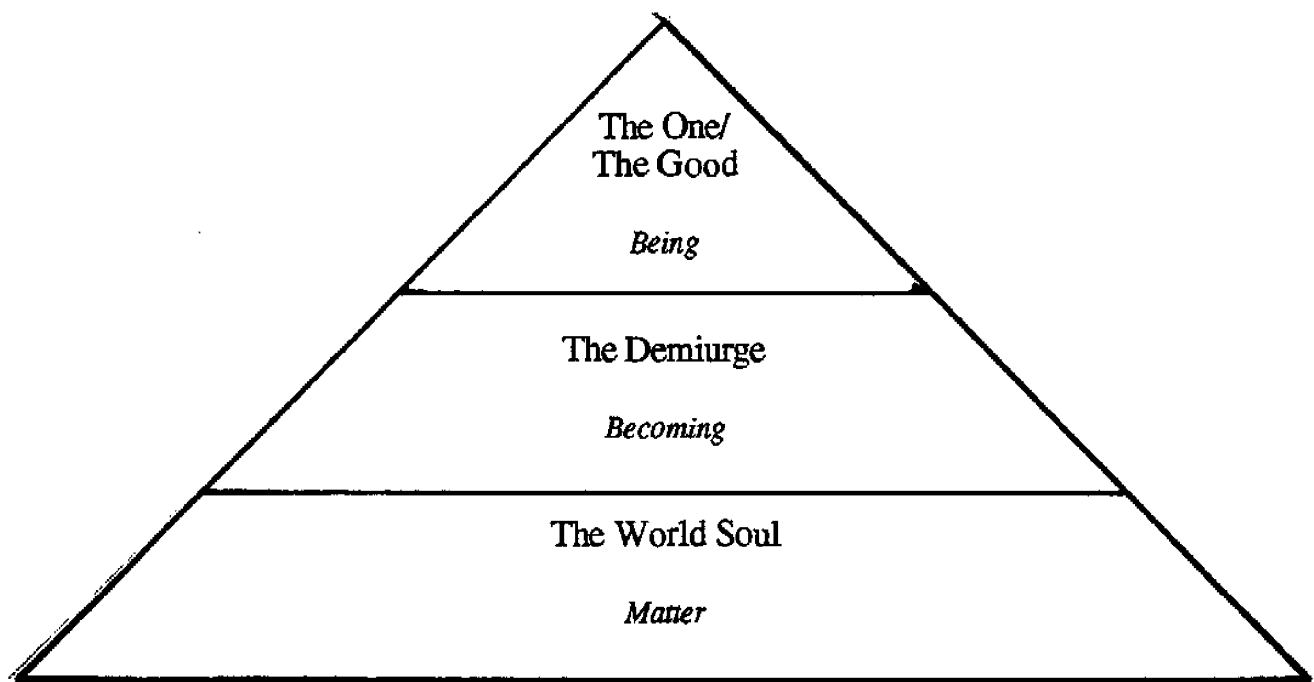 The One/
The Good
Being
The Demiurge
Becoming
The World Soul
Matter